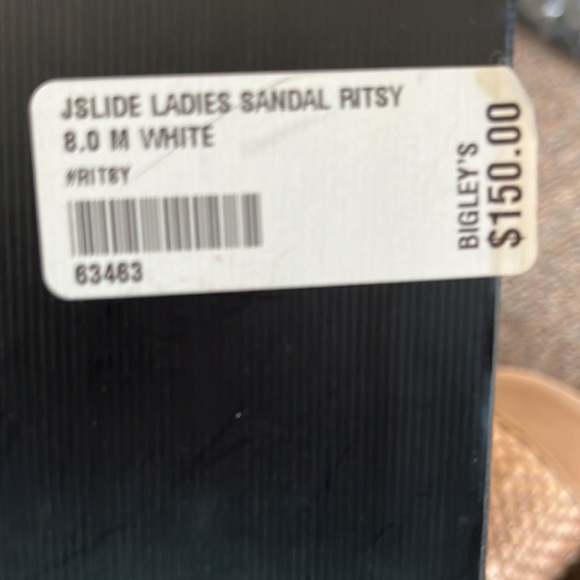 JSLIDE LADIES SANDAL RITSY
8.0 M WHITE
#RITSY
63463
BIGLEY'S
$150.00